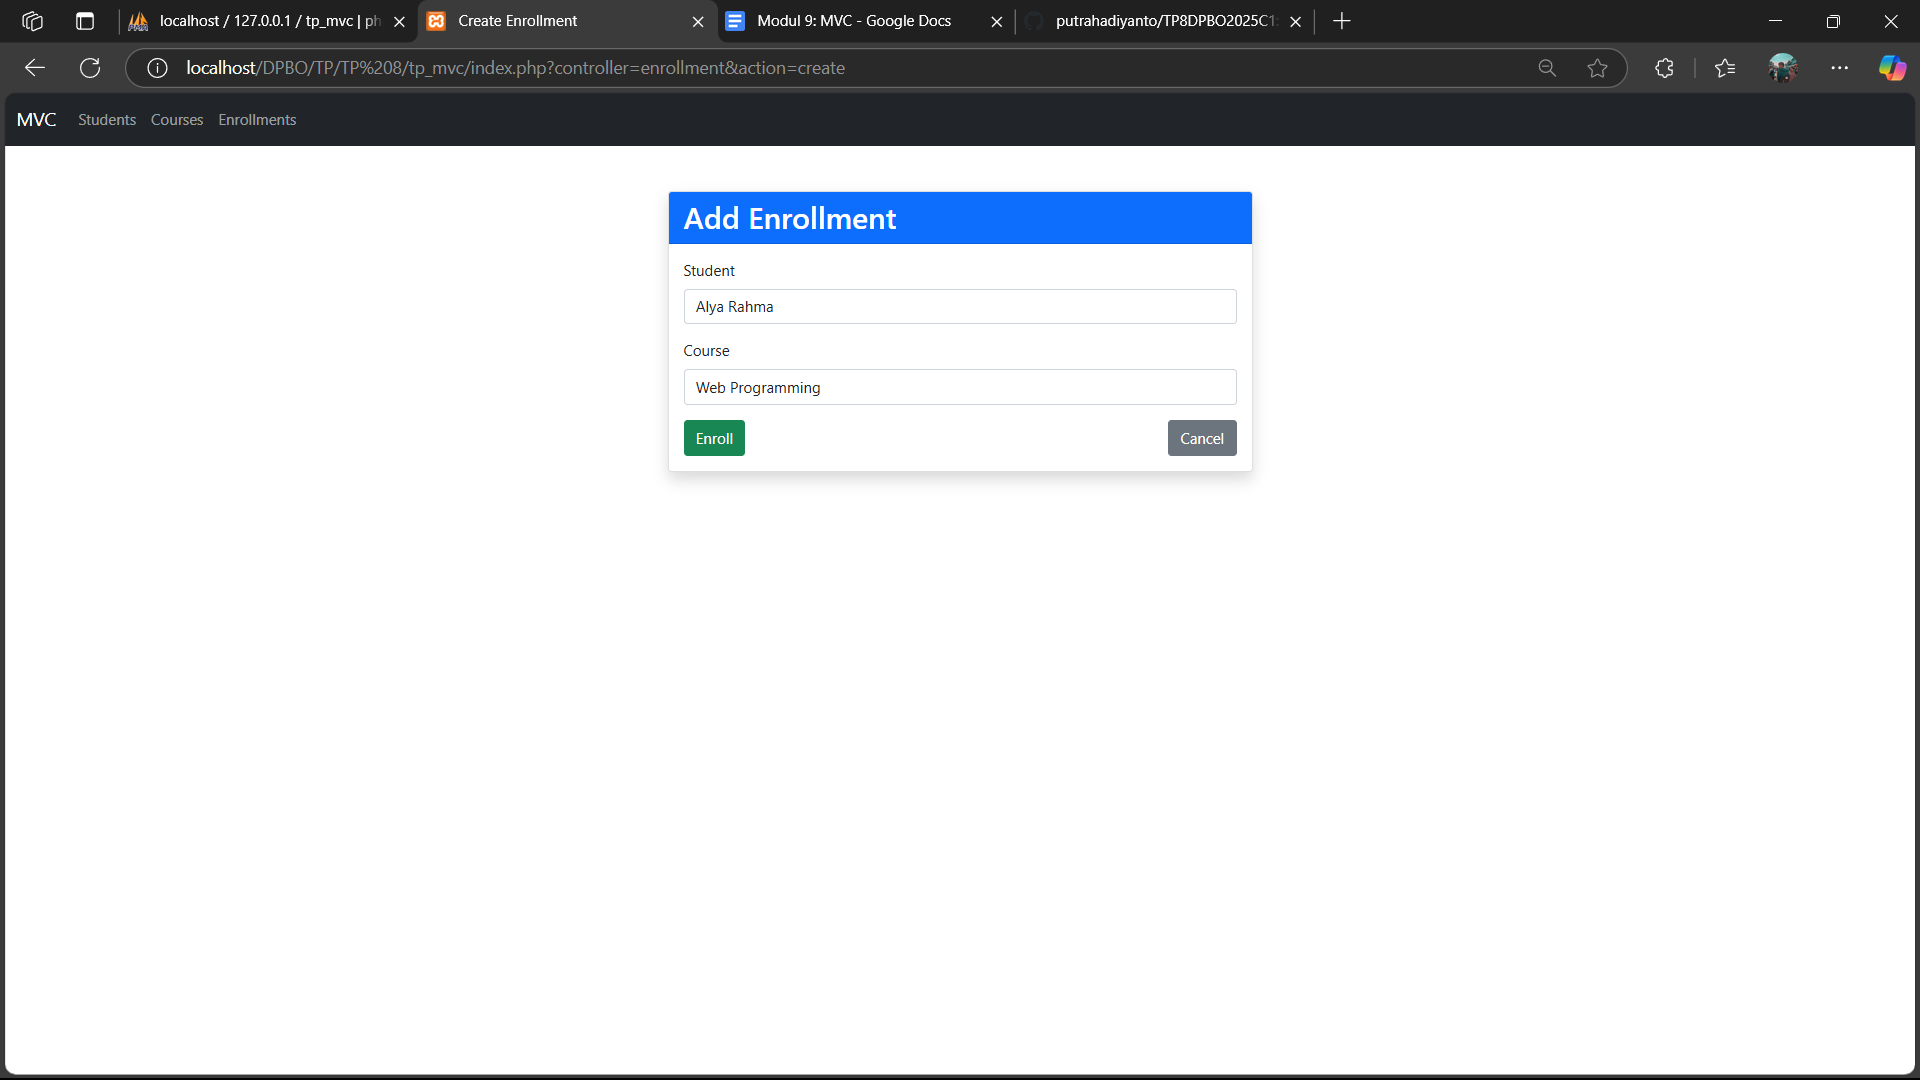 localhost / 127.0.0.1 / tp_mvc | ph
Create Enrollment
Modul 9: MVC - Google Docs
putrahadiyanto/TP8DPBO2025C1
localhost/DPBO/TP/TP%208/tp_mvc/index.php?controller=enrollment&action=create
MVC
Students
Courses
Enrollments
Add Enrollment
Student
Alya Rahma
Course
Web Programming
Enroll
Cancel